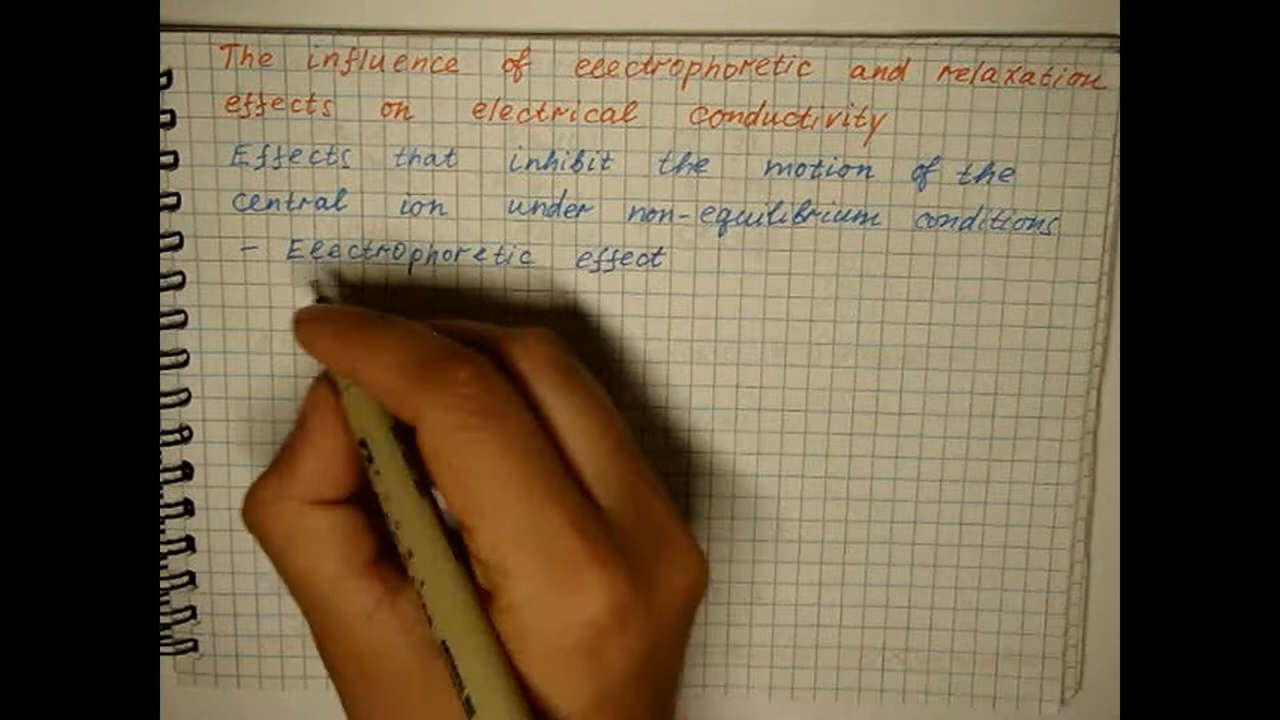 The influence of electrophoretic and relaxation
effects on electrical conductivity
Effects that inhibit the motion of the
central ion under non-equilibrium conditions
- Electrophoretic effect